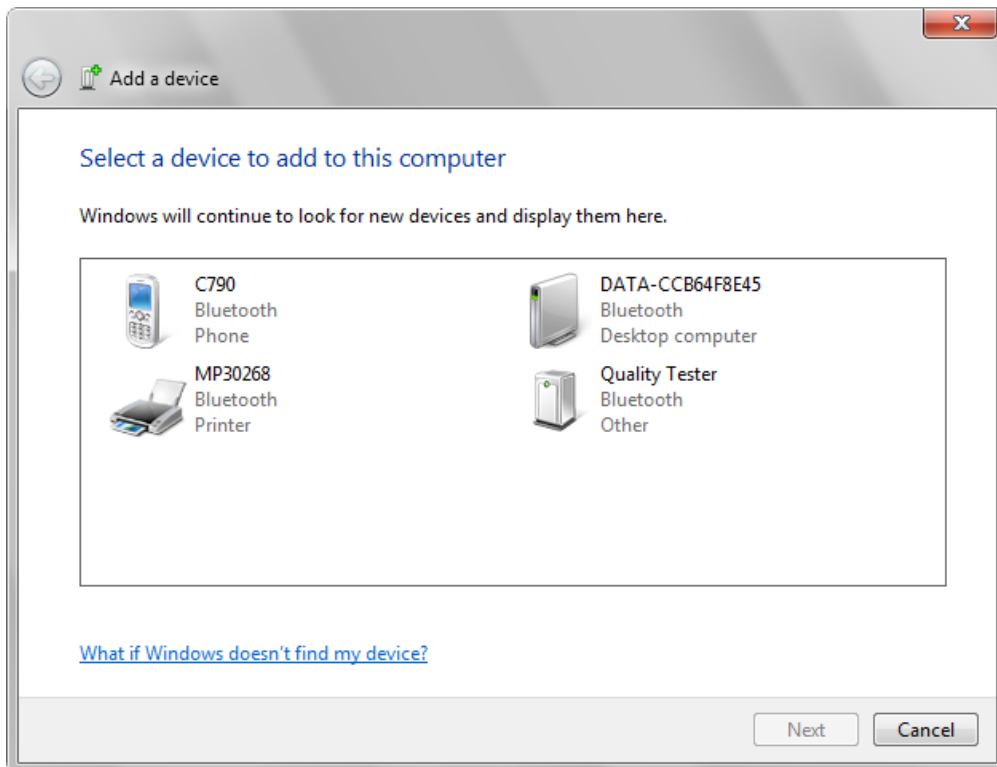 Add a device
Select a device to add to this computer
Windows will continue to look for new devices and display them here.
C790
Bluetooth
Phone
DATA-CCB64F8E45
Bluetooth
Desktop computer
MP30268
Bluetooth
Printer
Quality Tester
Bluetooth
Other
What if Windows doesn't find my device?
Next
Cancel